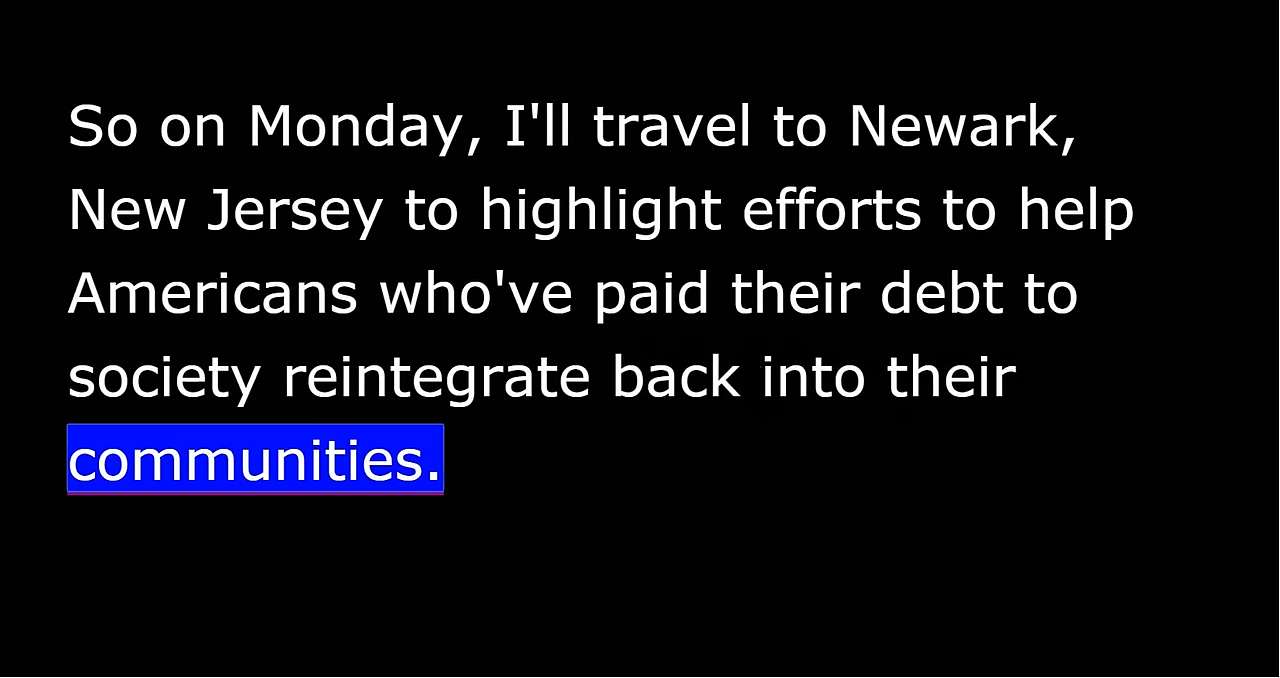 So on Monday, I'll travel to Newark,
New Jersey to highlight efforts to help
Americans who've paid their debt to
society reintegrate back into their
communities.